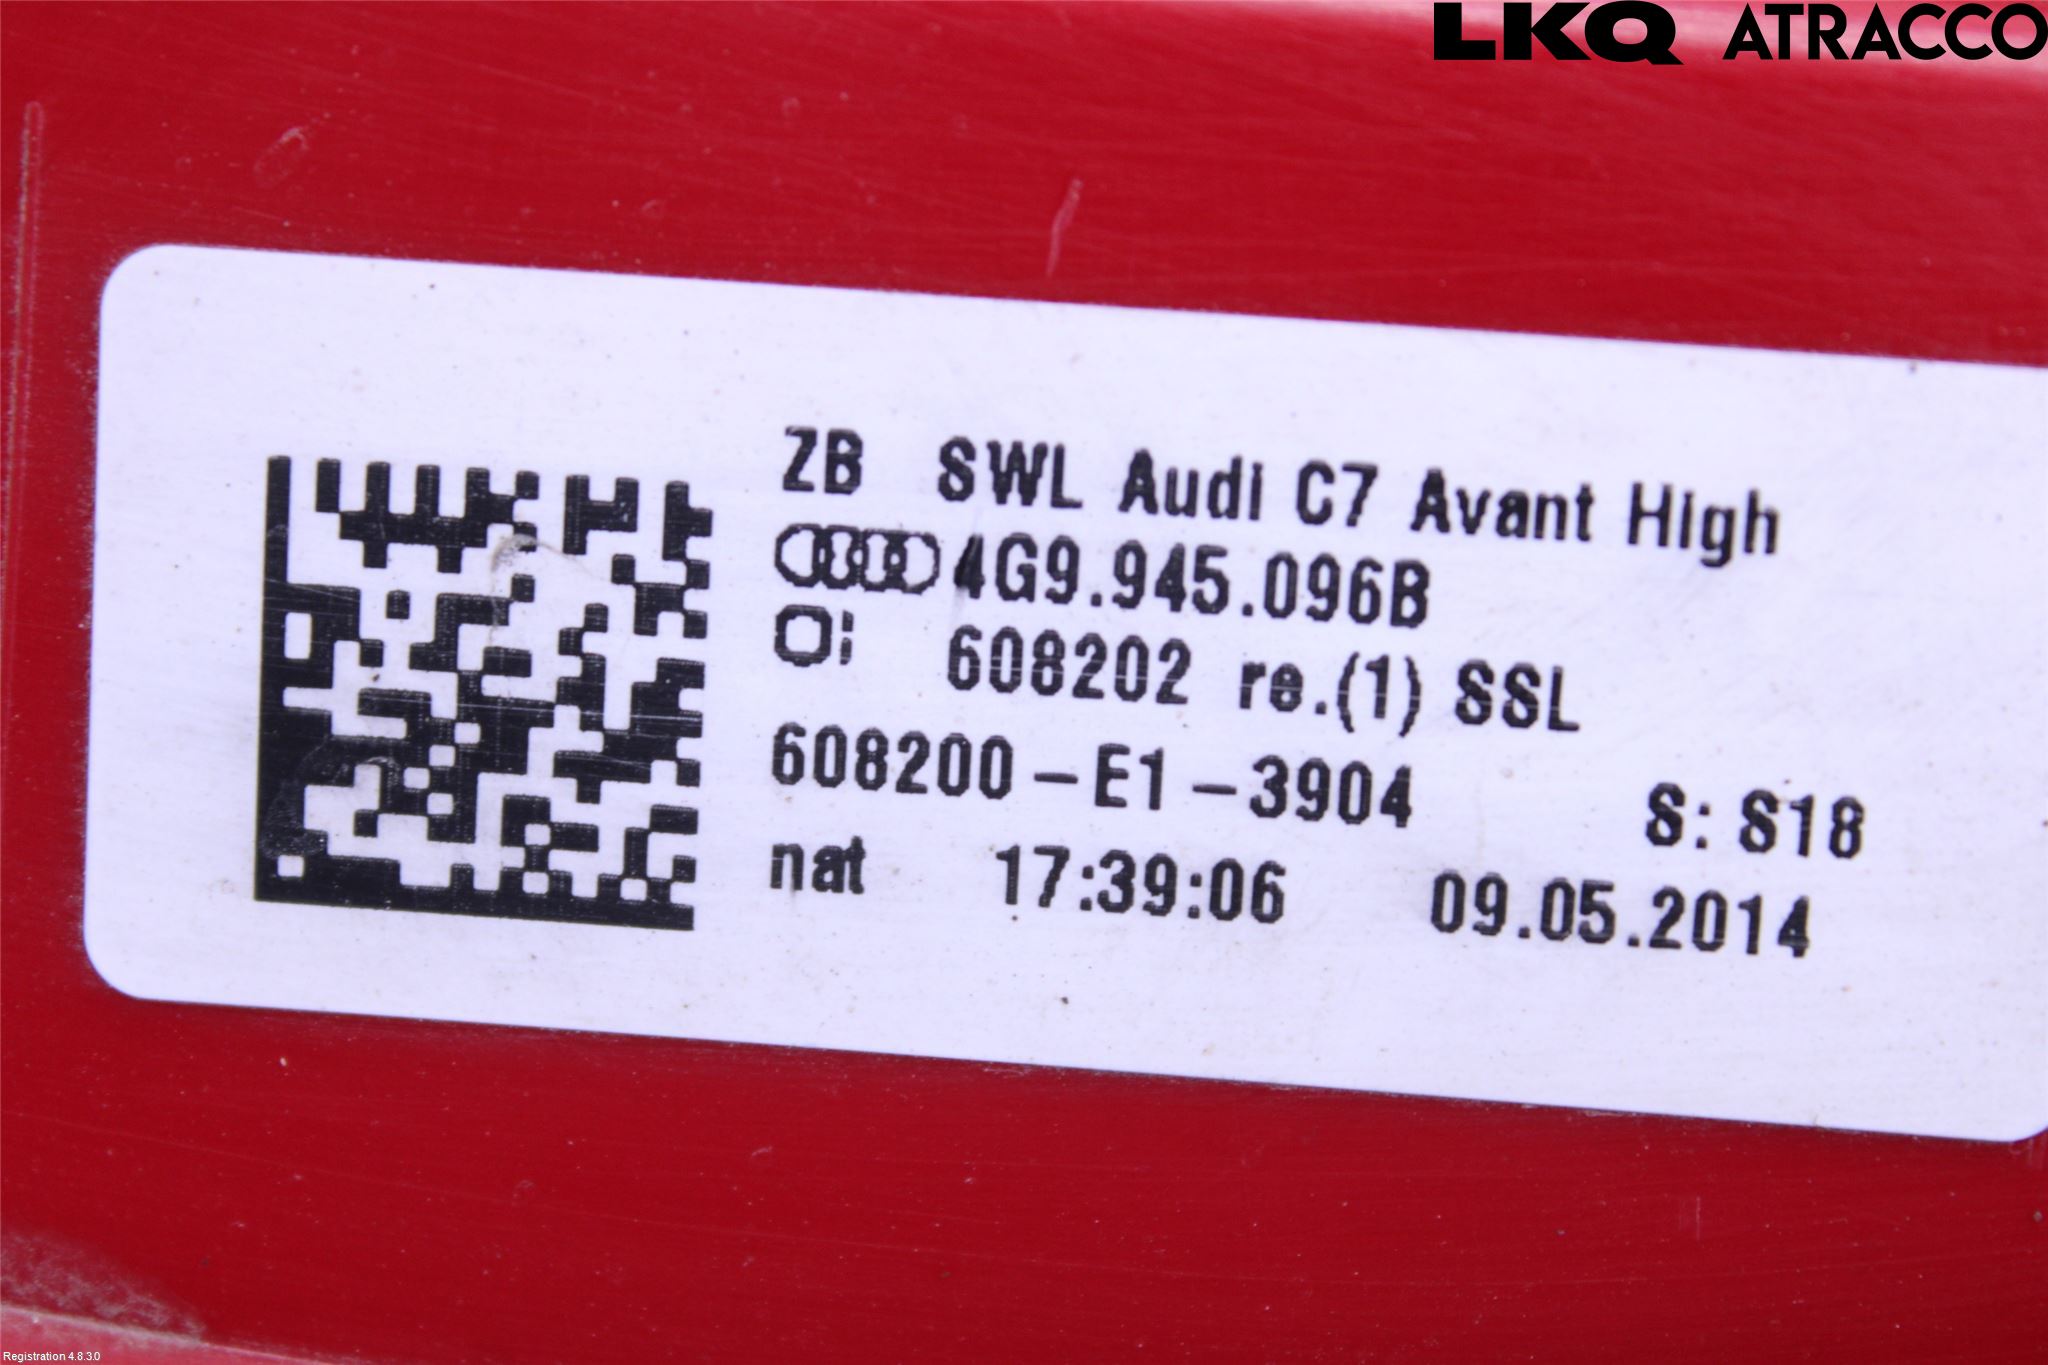 LKQ ATRACCO
ZB SWL Audi C7 Avant High
4G9.945.096B
608202 re.(1) SSL
608200-E1-3904 S: S18
nat 17:39:06 09.05.2014
Registration 4.8.3.0